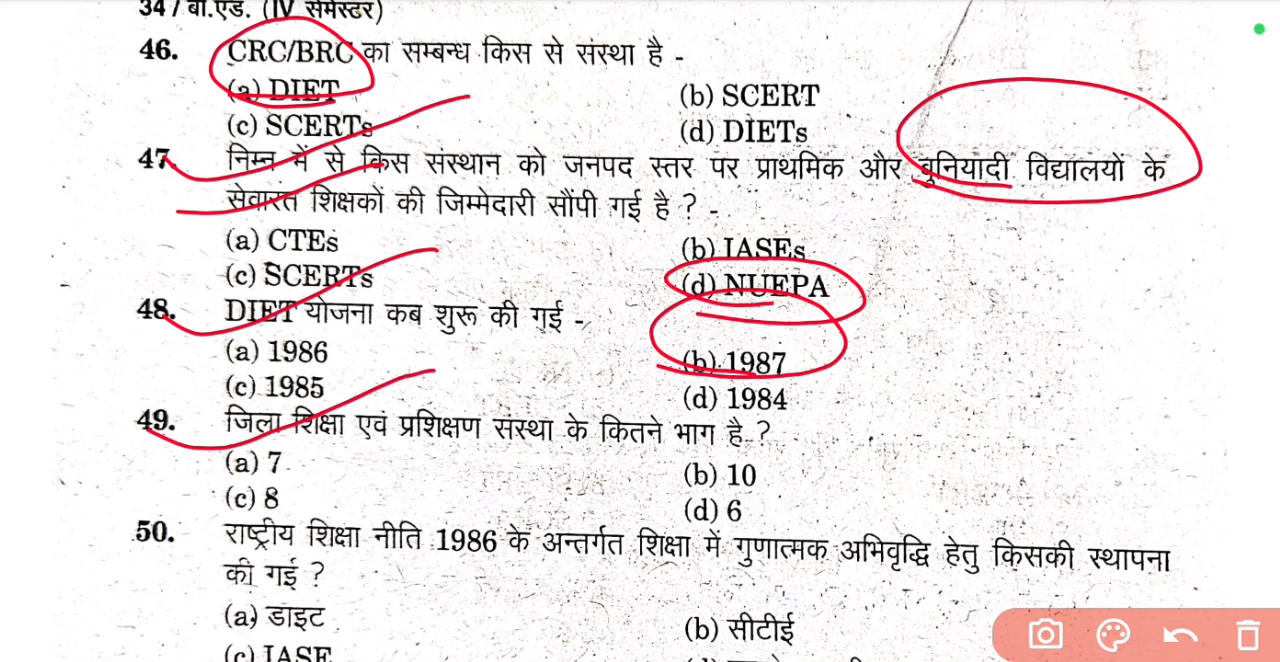 34 / बी.एड. (IV सेमेस्टर)
46. CRC/BRC का सम्बन्ध किस से संस्था है -
(a) DIET (b) SCERT
(c) SCERTs (d) DIETs
47. निम्न में से किस संस्थान को जनपद स्तर पर प्राथमिक और बुनियादी विद्यालयों के
सेवारत शिक्षकों की जिम्मेदारी सौंपी गई है ? -
(a) CTEs (b) IASEs
(c) SCERTs (d) NUEPA
48. DIET योजना कब शुरू की गई -
(a) 1986 (b) 1987
(c) 1985 (d) 1984
49. जिला शिक्षा एवं प्रशिक्षण संस्था के कितने भाग है ?
(a) 7 (b) 10
(c) 8 (d) 6
50. राष्ट्रीय शिक्षा नीति 1986 के अन्तर्गत शिक्षा में गुणात्मक अभिवृद्धि हेतु किसकी स्थापना
की गई ?
(a) डाइट (b) सीटीई
(c) IASE